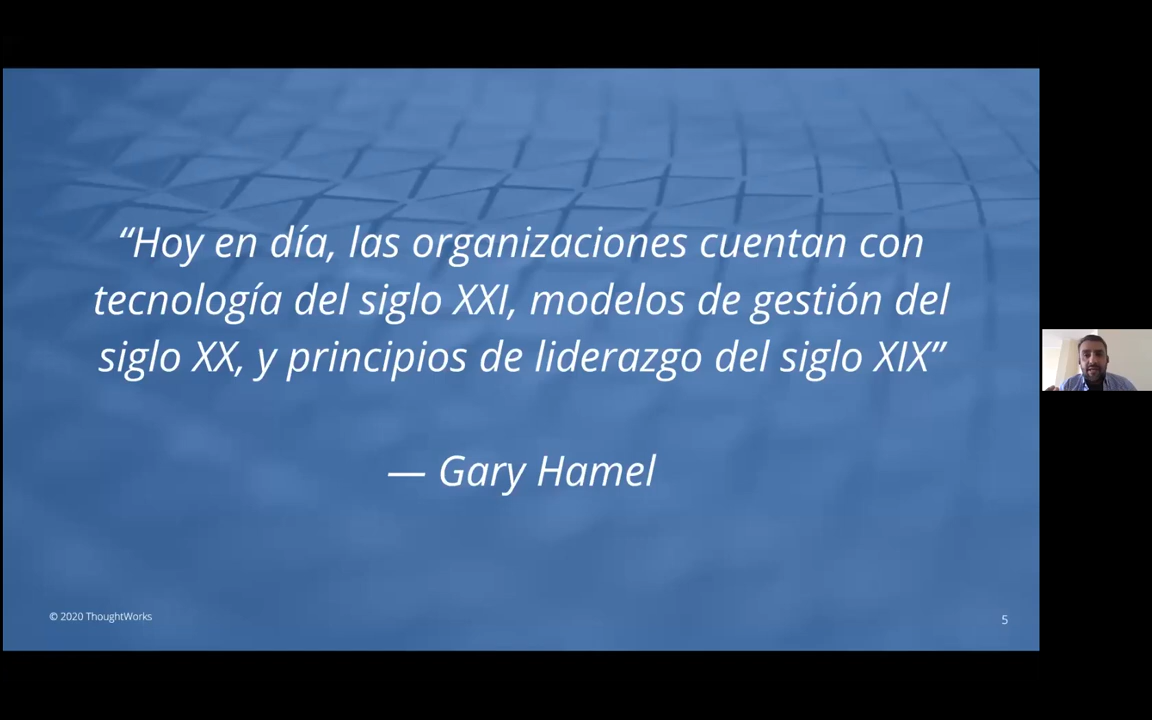 “Hoy en día, las organizaciones cuentan con
tecnología del siglo XXI, modelos de gestión del
siglo XX, y principios de liderazgo del siglo XIX”
— Gary Hamel
© 2020 ThoughtWorks
5